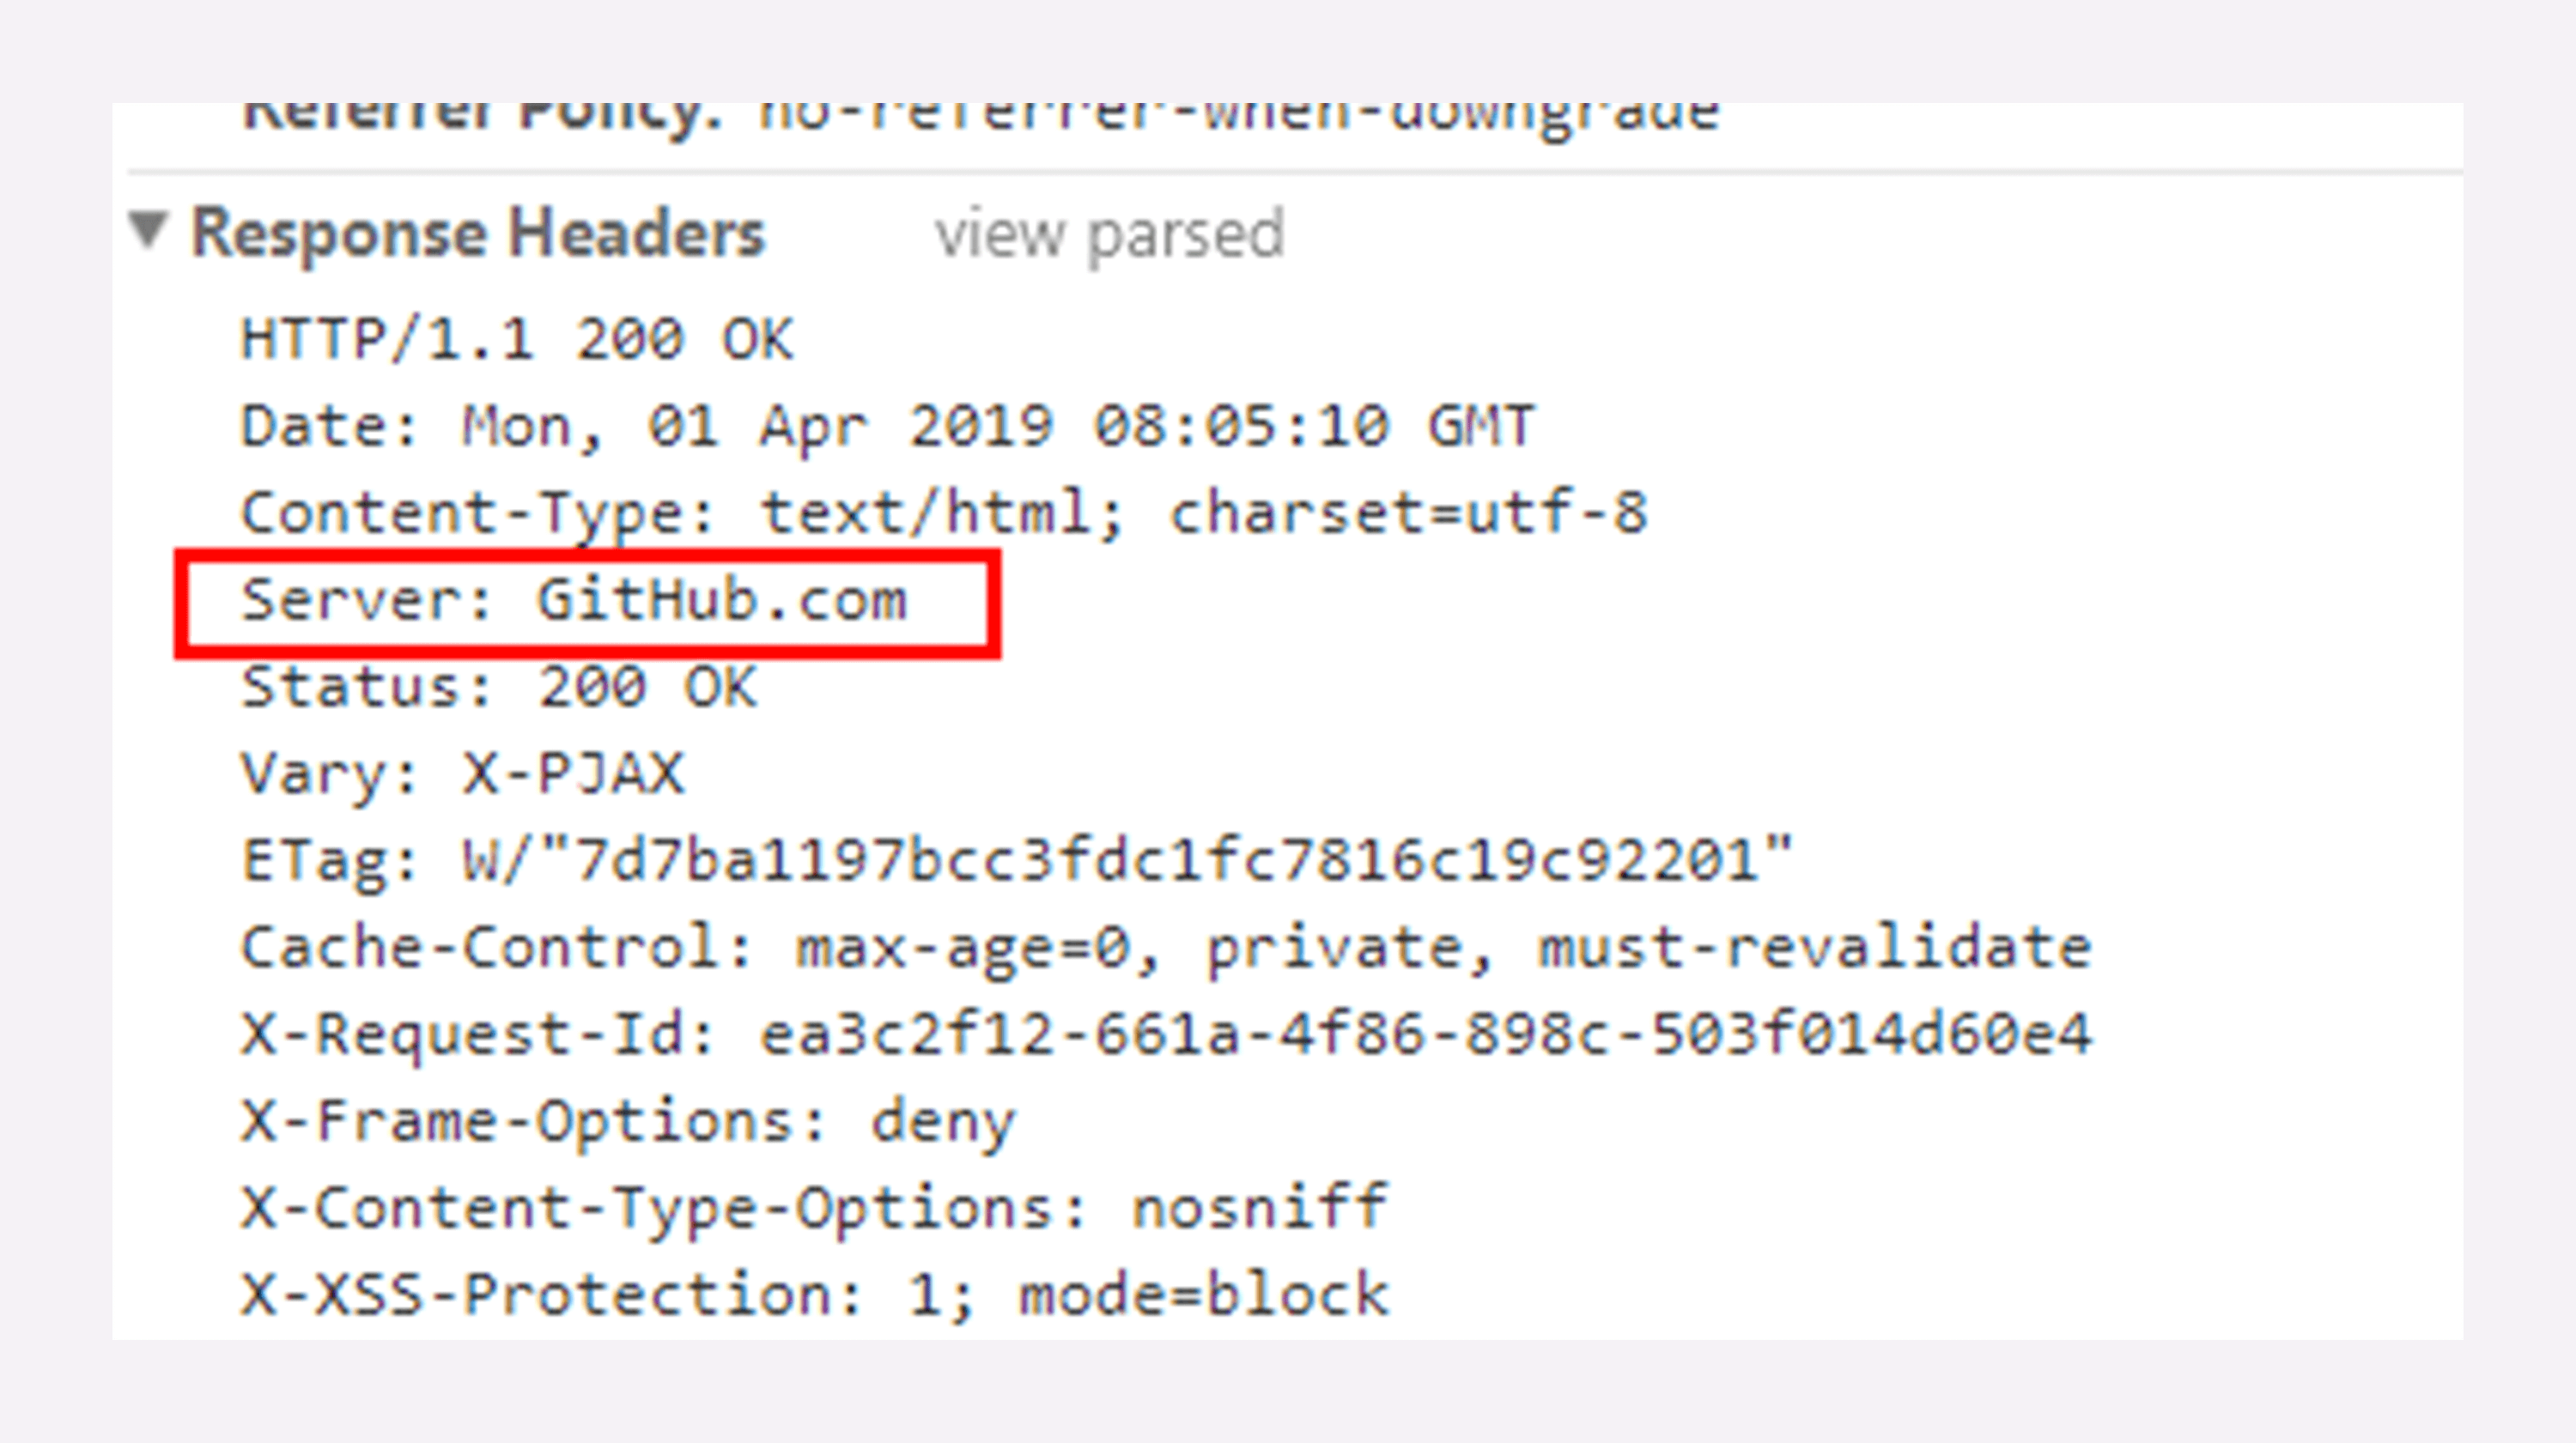 Referrer Policy: no-referrer-when-downgrade
Response Headers view parsed
HTTP/1.1 200 OK
Date: Mon, 01 Apr 2019 08:05:10 GMT
Content-Type: text/html; charset=utf-8
Server: GitHub.com
Status: 200 OK
Vary: X-PJAX
ETag: W/"7d7ba1197bcc3fdc1fc7816c19c92201"
Cache-Control: max-age=0, private, must-revalidate
X-Request-Id: ea3c2f12-661a-4f86-898c-503f014d60e4
X-Frame-Options: deny
X-Content-Type-Options: nosniff
X-XSS-Protection: 1; mode=block